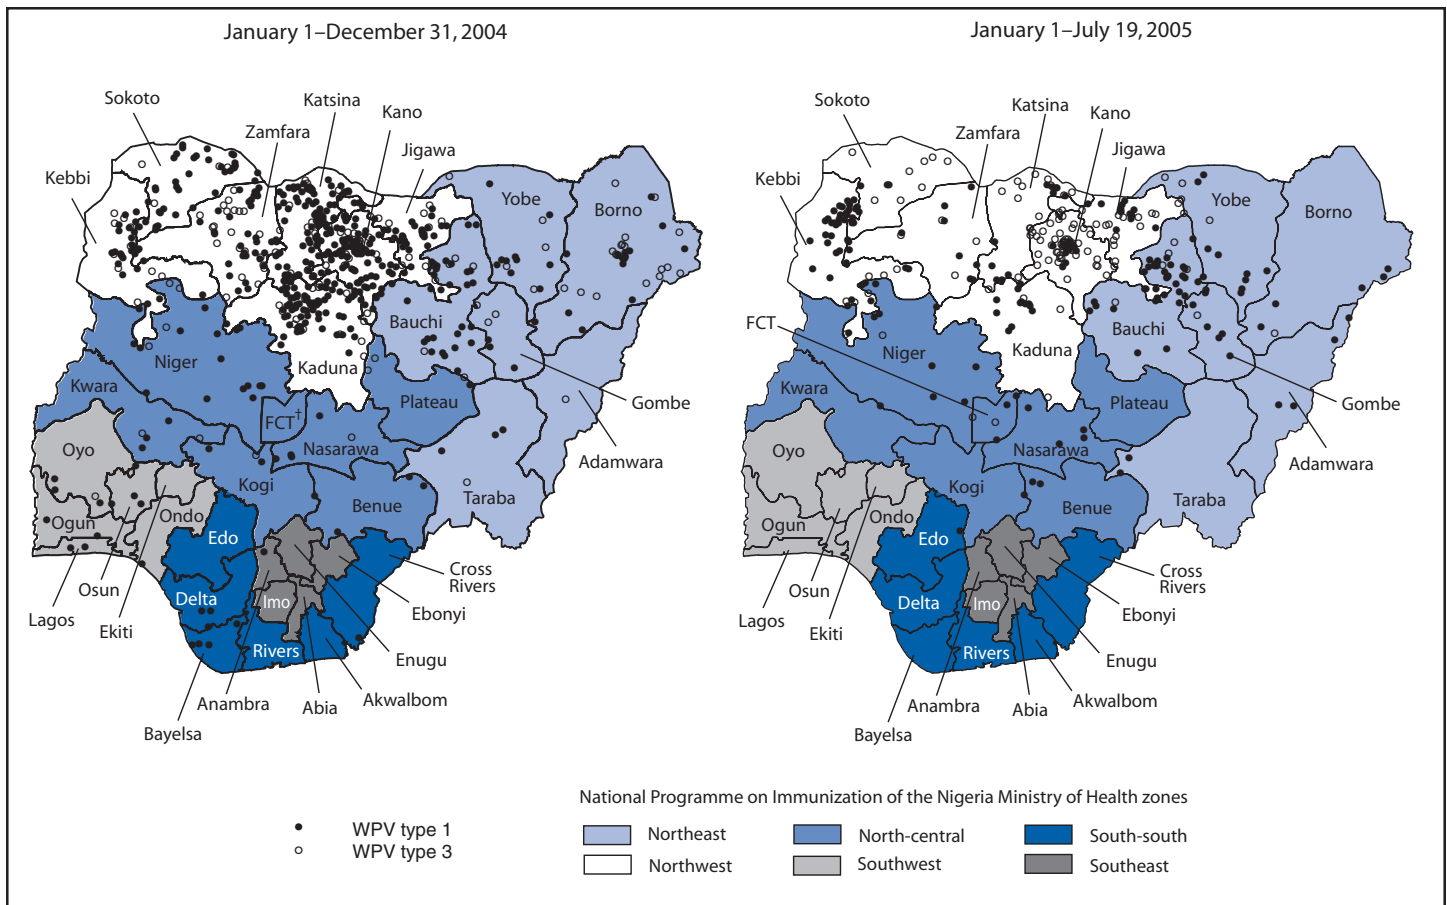 January 1–December 31, 2004
January 1–July 19, 2005
Sokoto
Katsina
Kano
Zamfara
Jigawa
Kebbi
Yobe
Borno
Bauchi
Niger
Kaduna
Kwara
Gombe
FCT†
Plateau
Oyo
Nasarawa
Adamwara
Kogi
Taraba
Benue
Ogun
Ondo
Edo
Cross
Rivers
Osun
Delta
Imo
Ebonyi
Lagos
Ekiti
Rivers
Enugu
Anambra
Abia
Akwalbom
Bayelsa
Sokoto
Katsina
Kano
Zamfara
Jigawa
Kebbi
Yobe
Borno
FCT
Bauchi
Niger
Kaduna
Kwara
Gombe
Plateau
Oyo
Nasarawa
Adamwara
Kogi
Taraba
Benue
Ogun
Ondo
Edo
Cross
Rivers
Osun
Delta
Imo
Ebonyi
Lagos
Ekiti
Rivers
Enugu
Anambra
Abia
Akwalbom
Bayelsa
National Programme on Immunization of the Nigeria Ministry of Health zones
WPV type 1
WPV type 3
Northeast
North-central
South-south
Northwest
Southwest
Southeast